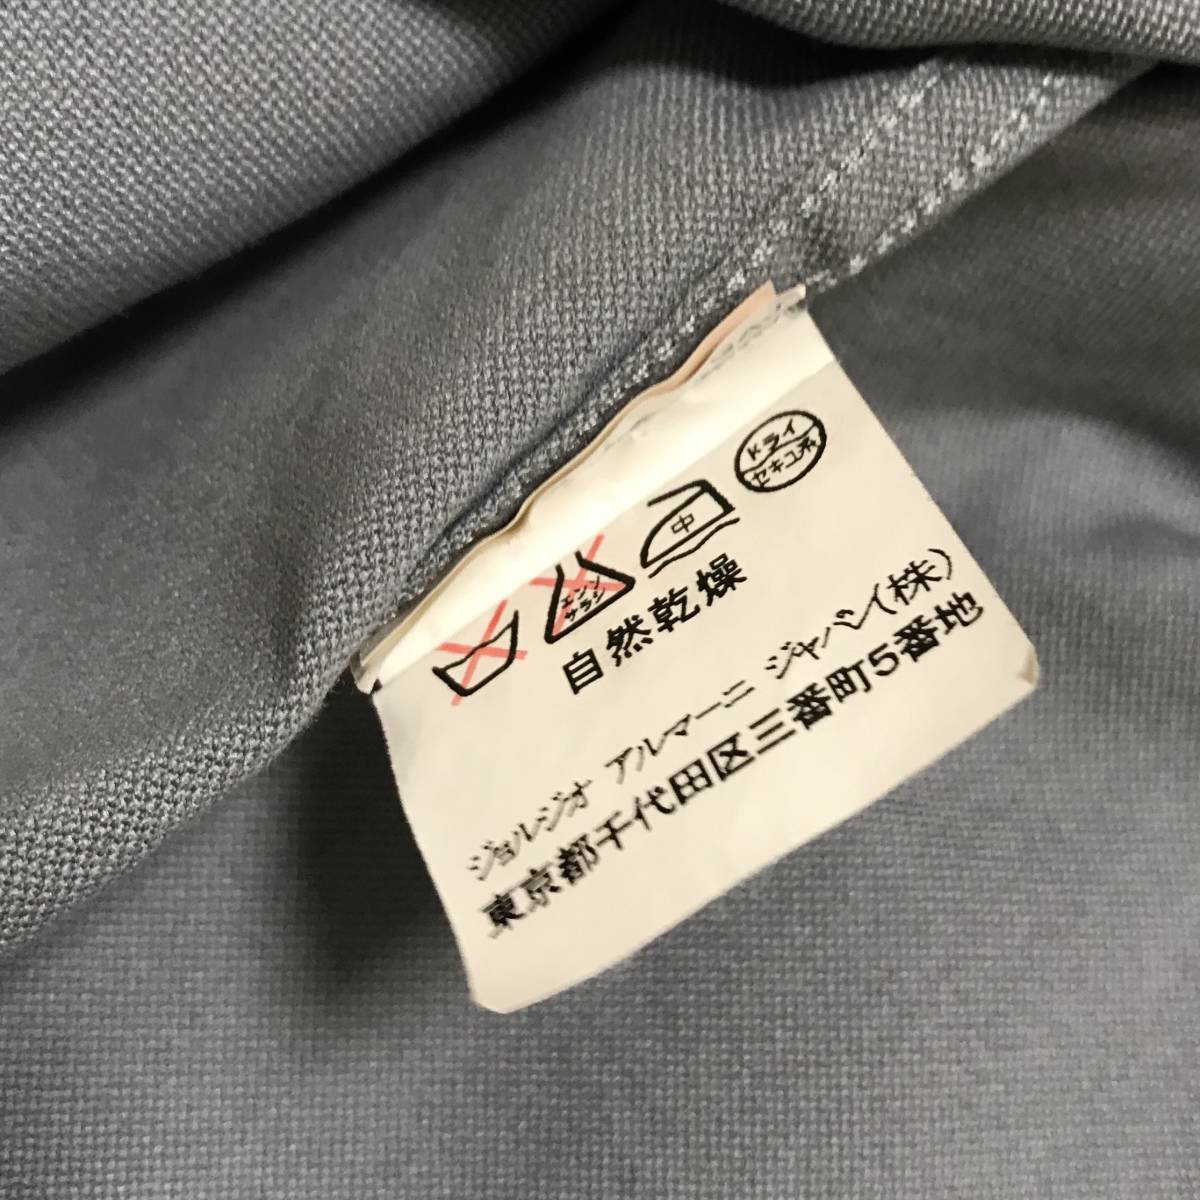 ドライ
セキユ系
中
エンソ
サラシ
自然乾燥
ジョルジオ アルマーニ ジャパン(株)
東京都千代田区三番町5番地